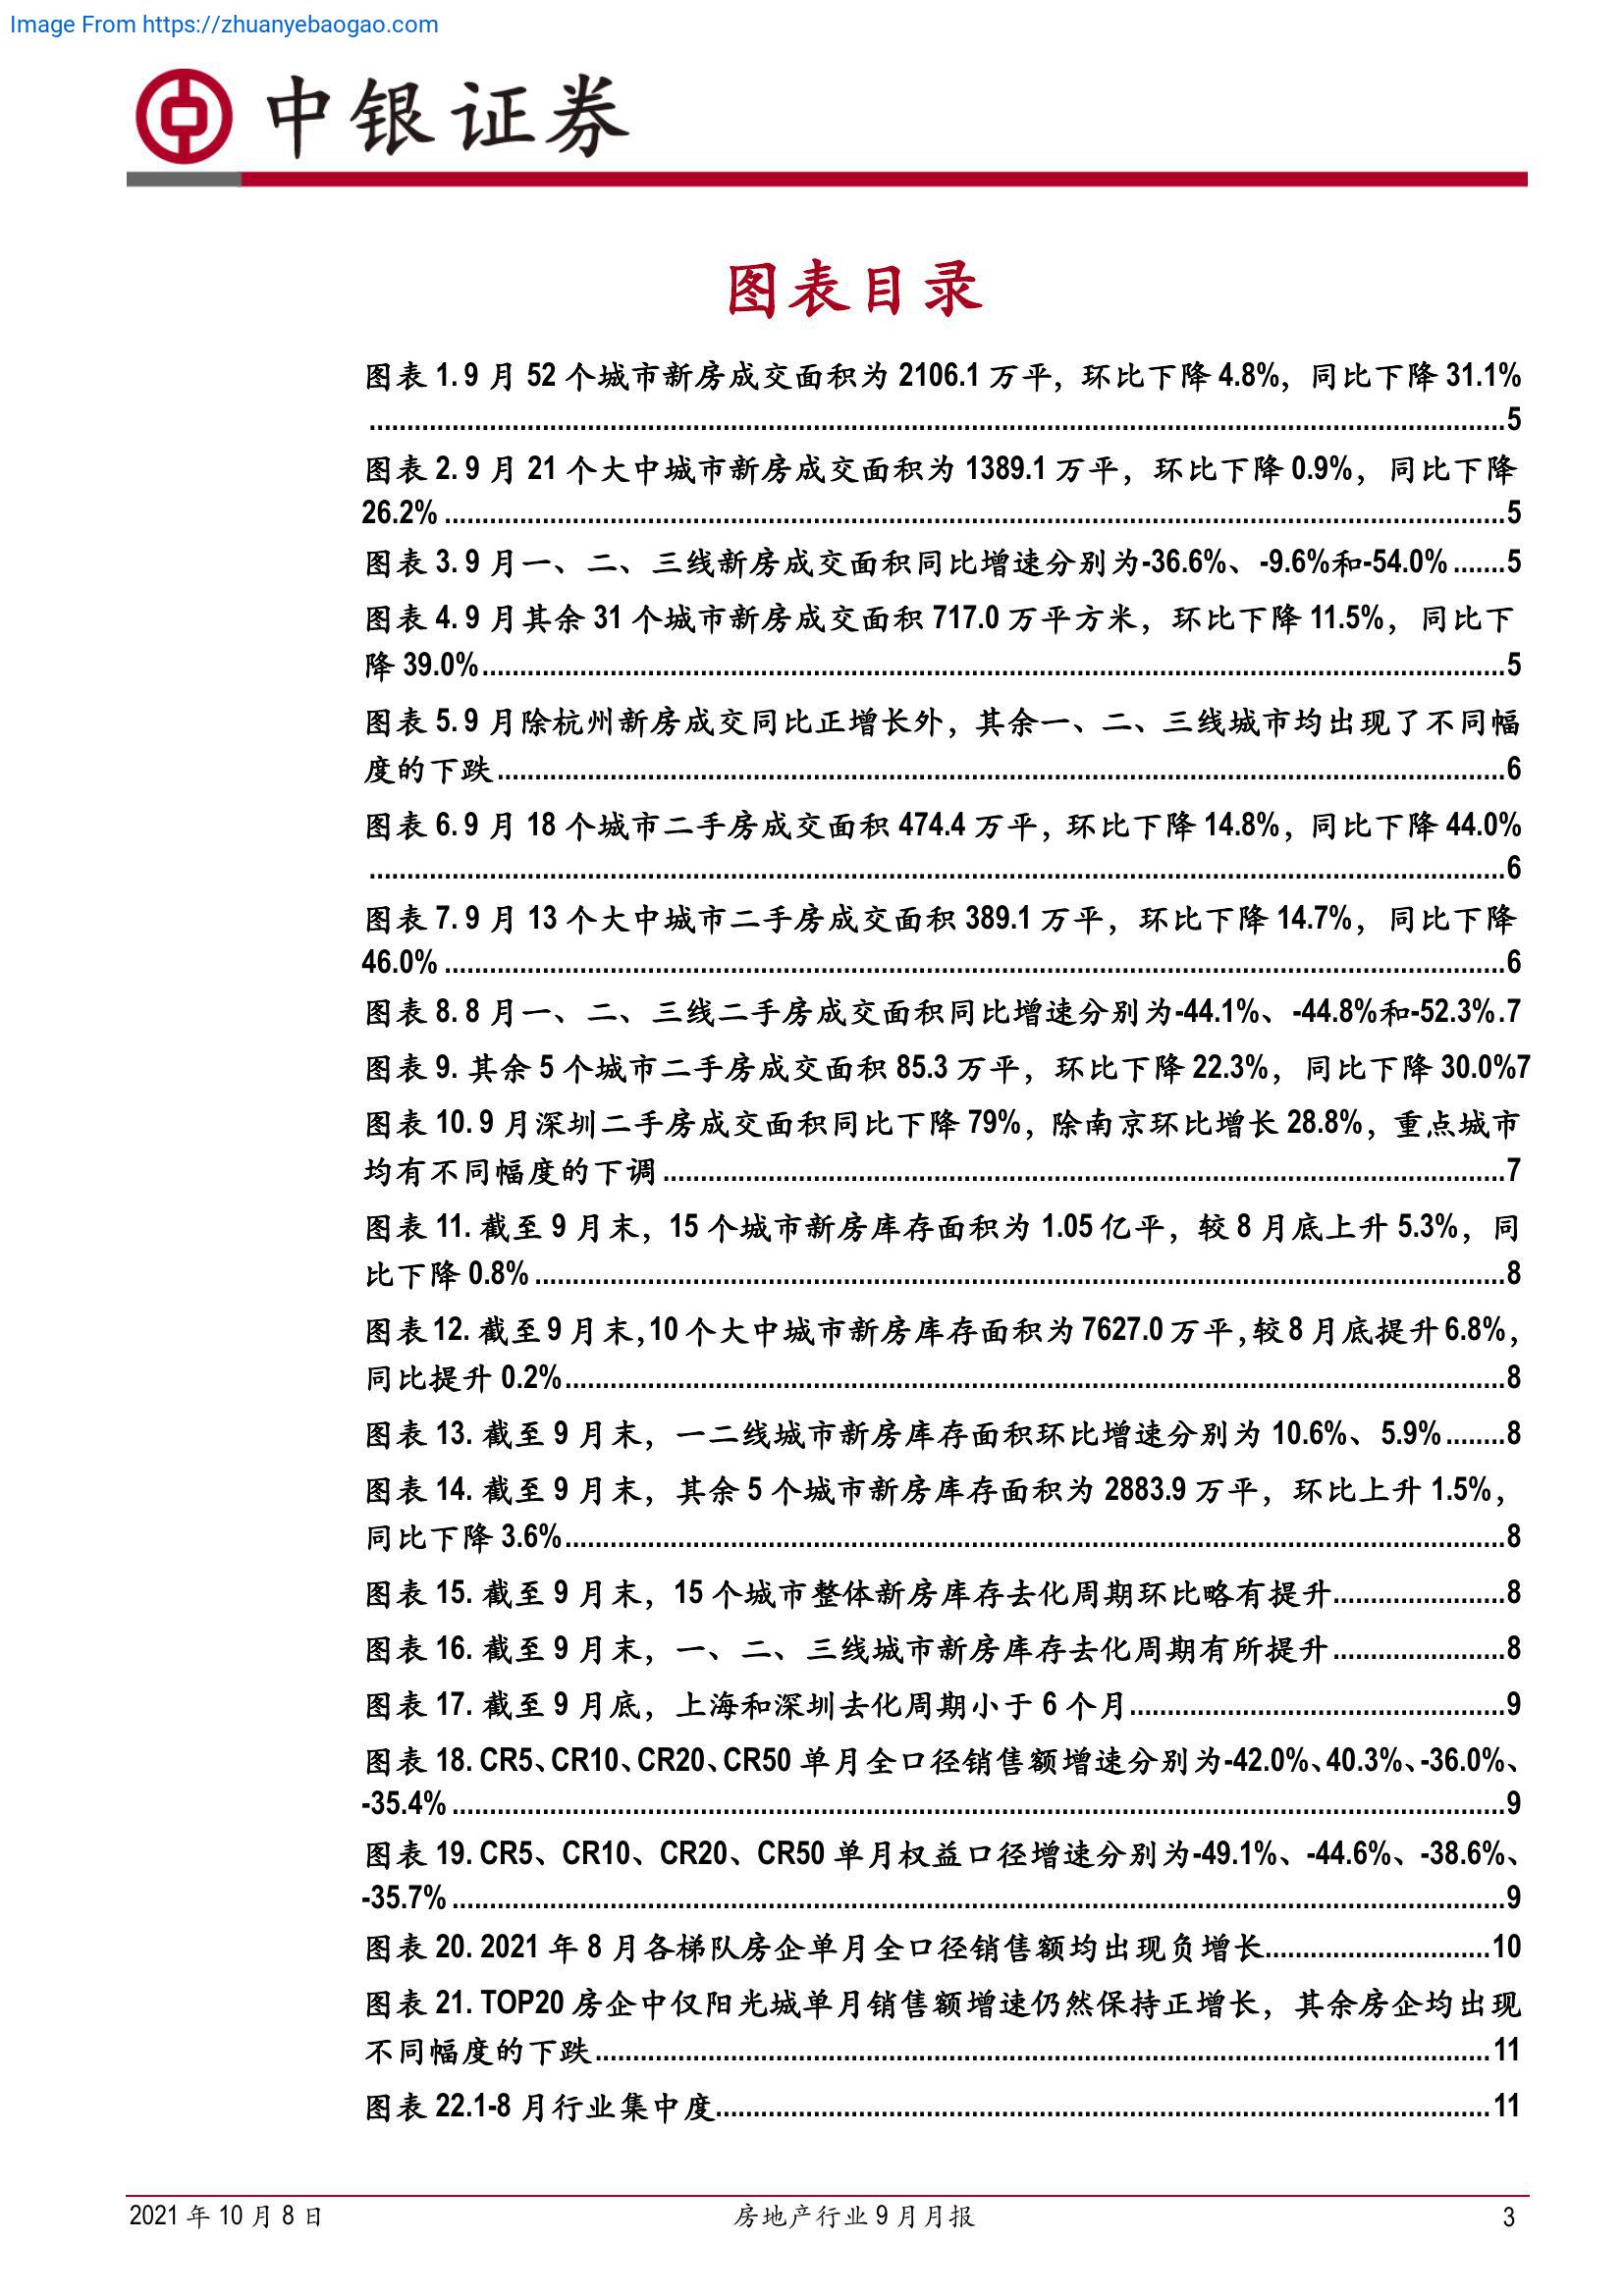 Image From https://zhuanyebaogao.com
中银证券
图表目录
图表 1. 9 月 52 个城市新房成交面积为 2106.1 万平，环比下降 4.8%，同比下降 31.1%
........................................................................................................................................................5
图表 2. 9 月 21 个大中城市新房成交面积为 1389.1 万平，环比下降 0.9%，同比下降
26.2% ..............................................................................................................................................5
图表 3. 9 月一、二、三线新房成交面积同比增速分别为-36.6%、-9.6%和-54.0% .......5
图表 4. 9 月其余 31 个城市新房成交面积 717.0 万平方米，环比下降 11.5%，同比下
降 39.0%.........................................................................................................................................5
图表 5. 9 月除杭州新房成交同比正增长外，其余一、二、三线城市均出现了不同幅
度的下跌.......................................................................................................................................6
图表 6. 9 月 18 个城市二手房成交面积 474.4 万平，环比下降 14.8%，同比下降 44.0%
........................................................................................................................................................6
图表 7. 9 月 13 个大中城市二手房成交面积 389.1 万平，环比下降 14.7%，同比下降
46.0% ..............................................................................................................................................6
图表 8. 8 月一、二、三线二手房成交面积同比增速分别为-44.1%、-44.8%和-52.3%.7
图表 9. 其余 5 个城市二手房成交面积 85.3 万平，环比下降 22.3%，同比下降 30.0%7
图表 10. 9 月深圳二手房成交面积同比下降 79%，除南京环比增长 28.8%，重点城市
均有不同幅度的下调.................................................................................................................7
图表 11. 截至 9 月末，15 个城市新房库存面积为 1.05 亿平，较 8 月底上升 5.3%，同
比下降 0.8% ..................................................................................................................................8
图表 12. 截至 9 月末，10 个大中城市新房库存面积为 7627.0 万平，较 8 月底提升 6.8%，
同比提升 0.2%..............................................................................................................................8
图表 13. 截至 9 月末，一二线城市新房库存面积环比增速分别为 10.6%、5.9%........8
图表 14. 截至 9 月末，其余 5 个城市新房库存面积为 2883.9 万平，环比上升 1.5%，
同比下降 3.6%..............................................................................................................................8
图表 15. 截至 9 月末，15 个城市整体新房库存去化周期环比略有提升.......................8
图表 16. 截至 9 月末，一、二、三线城市新房库存去化周期有所提升.......................8
图表 17. 截至 9 月底，上海和深圳去化周期小于 6 个月..................................................9
图表 18. CR5、CR10、CR20、CR50 单月全口径销售额增速分别为-42.0%、40.3%、-36.0%、
-35.4% .............................................................................................................................................9
图表 19. CR5、CR10、CR20、CR50 单月权益口径增速分别为-49.1%、-44.6%、-38.6%、
-35.7% .............................................................................................................................................9
图表 20. 2021 年 8 月各梯队房企单月全口径销售额均出现负增长..............................10
图表 21. TOP20 房企中仅阳光城单月销售额增速仍然保持正增长，其余房企均出现
不同幅度的下跌........................................................................................................................11
图表 22.1-8 月行业集中度.......................................................................................................11
2021 年 10 月 8 日
房地产行业 9 月月报
3